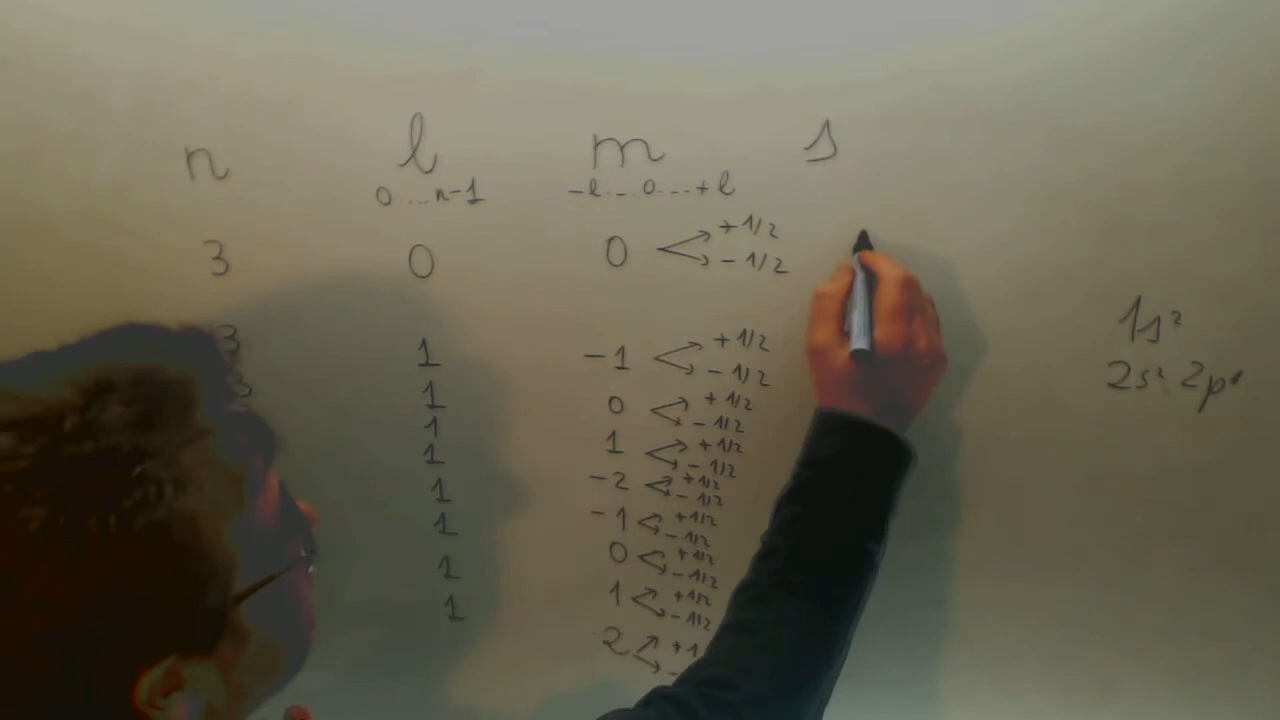 n l m s
0...n-1 -l...0...+l
3 0 0 +1/2
-1/2
3 1 -1 +1/2
-1/2
3 1 0 +1/2
-1/2
1 1 +1/2
-1/2
1 -2 +1/2
-1/2
1 -1 +1/2
-1/2
1 0 +1/2
-1/2
1 1 +1/2
-1/2
1 2 +1
-
1s²
2s² 2p